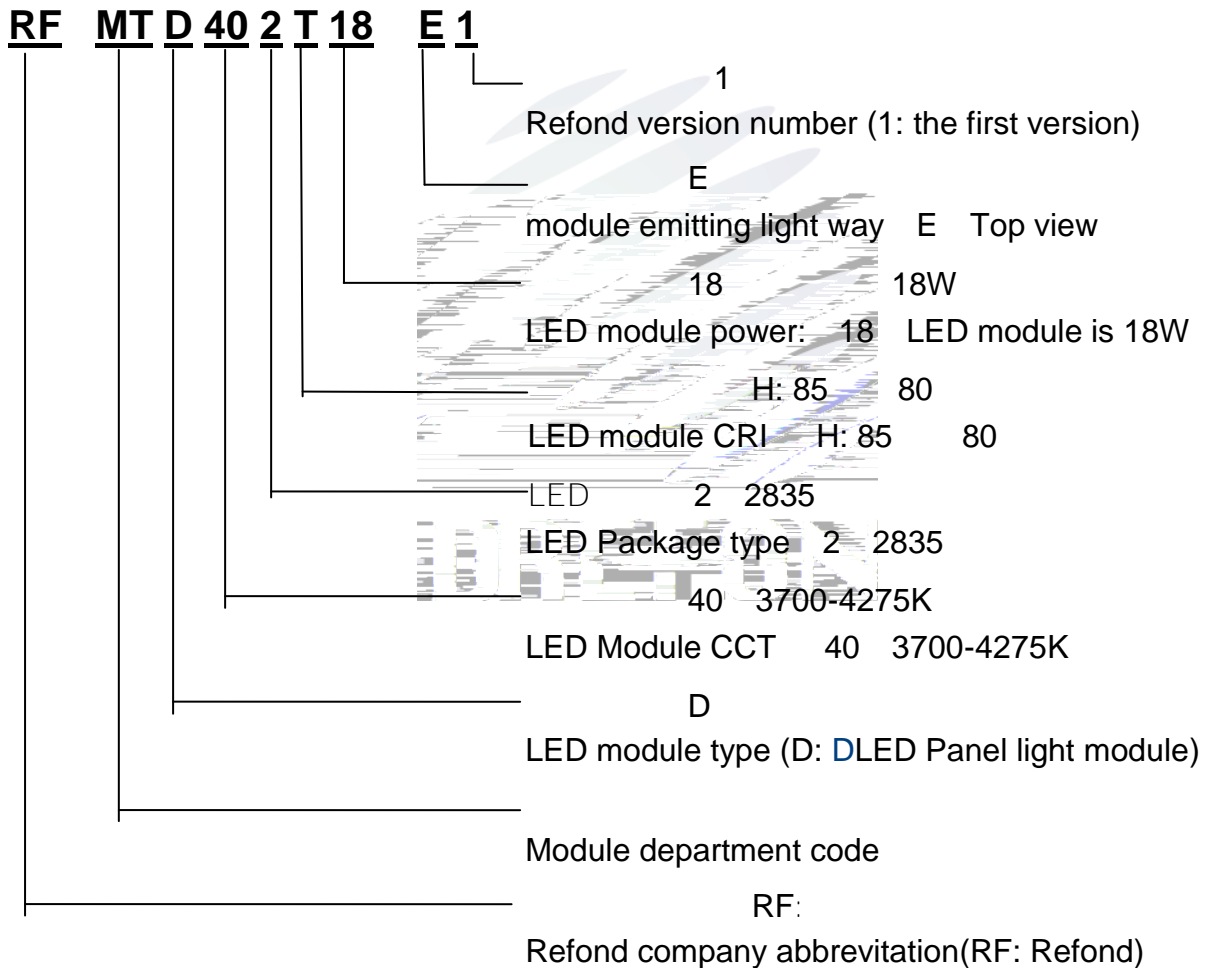 RF MT D 40 2 T 18 E 1
1
Refond version number (1: the first version)
E
module emitting light way E Top view
18 18W
LED module power: 18 LED module is 18W
H: 85 80
LED module CRI H: 85 80
LED 2 2835
LED Package type 2 2835
40 3700-4275K
LED Module CCT 40 3700-4275K
D
LED module type (D: DLED Panel light module)
Module department code
RF:
Refond company abbrevitation(RF: Refond)